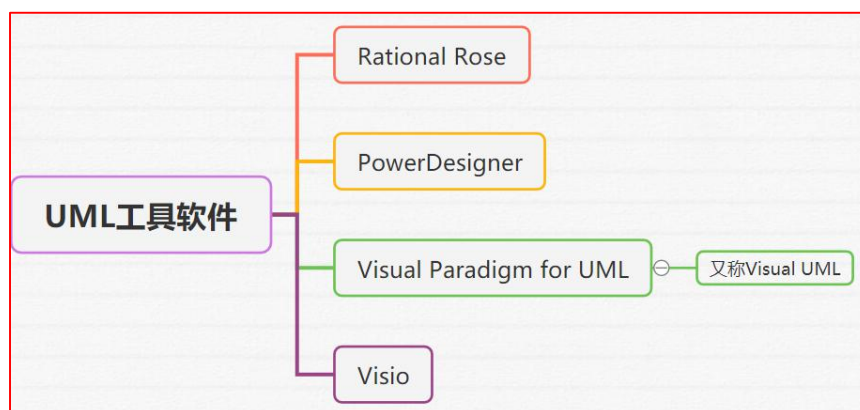 UML工具软件
Rational Rose
PowerDesigner
Visual Paradigm for UML
又称Visual UML
Visio